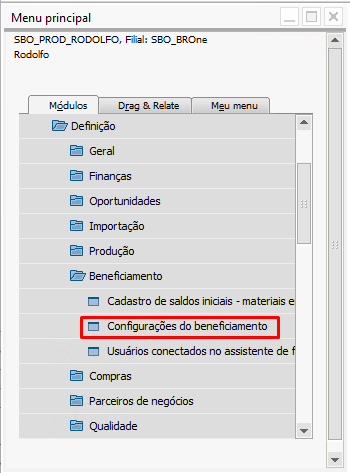 Menu principal
SBO_PROD_RODOLFO, Filial: SBO_BROne
Rodolfo
Módulos
Drag & Relate
Meu menu
Definição
Geral
Finanças
Oportunidades
Importação
Produção
Beneficiamento
Cadastro de saldos iniciais - materiais e
Configurações do beneficiamento
Usuários conectados no assistente de f
Compras
Parceiros de negócios
Qualidade